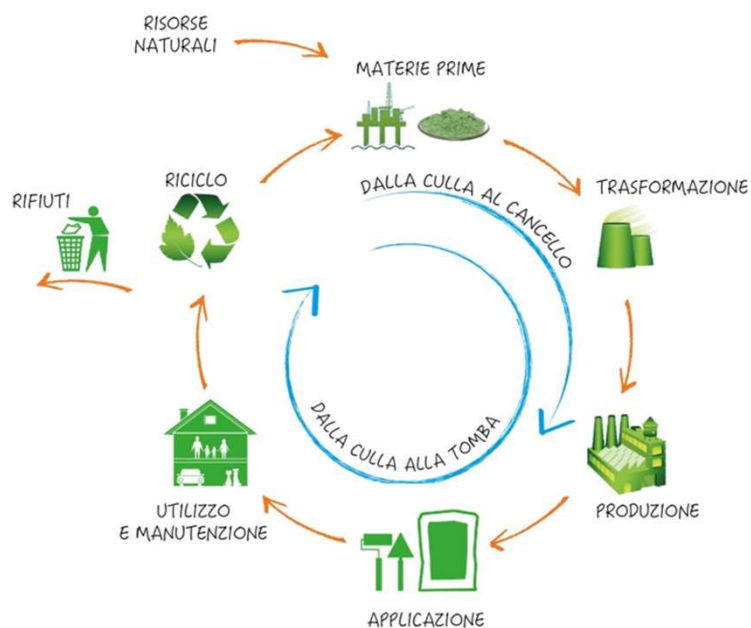 RISORSE
NATURALI
MATERIE PRIME
DALLA CULLA AL CANCELLO
TRASFORMAZIONE
RICICLO
RIFIUTI
DALLA CULLA ALLA TOMBA
PRODUZIONE
UTILIZZO
E MANUTENZIONE
APPLICAZIONE